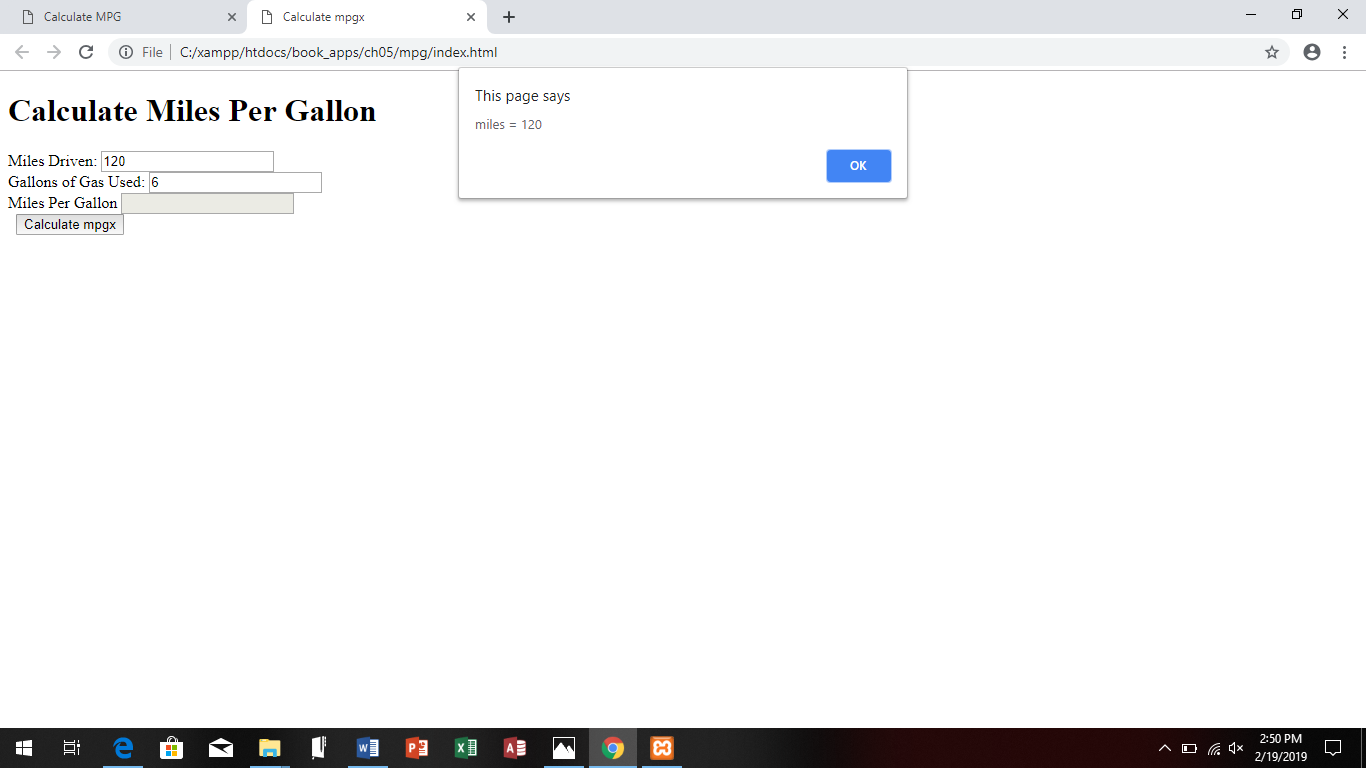 Calculate MPG
Calculate mpgx
File
C:/xampp/htdocs/book_apps/ch05/mpg/index.html
This page says
miles = 120
OK
Calculate Miles Per Gallon
Miles Driven: 120
Gallons of Gas Used: 6
Miles Per Gallon
Calculate mpgx
2:50 PM
2/19/2019